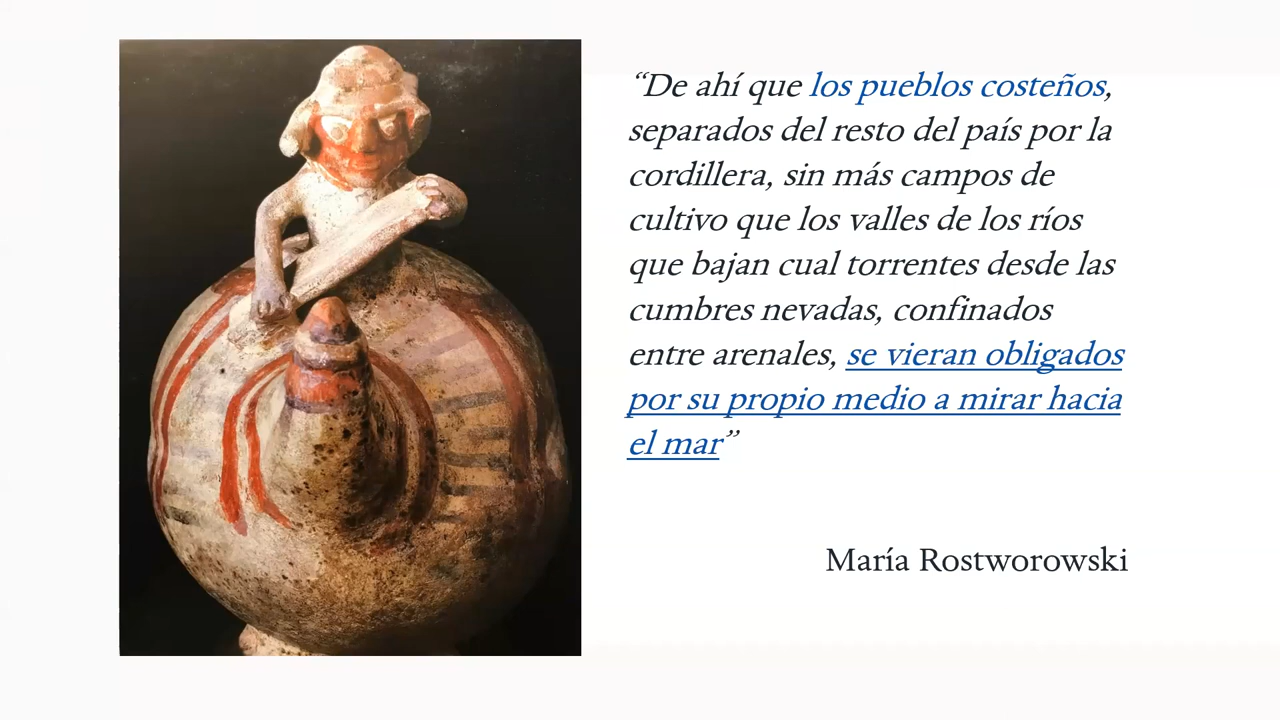 “De ahí que los pueblos costeños,
separados del resto del país por la
cordillera, sin más campos de
cultivo que los valles de los ríos
que bajan cual torrentes desde las
cumbres nevadas, confinados
entre arenales, se vieran obligados
por su propio medio a mirar hacia
el mar”
María Rostworowski